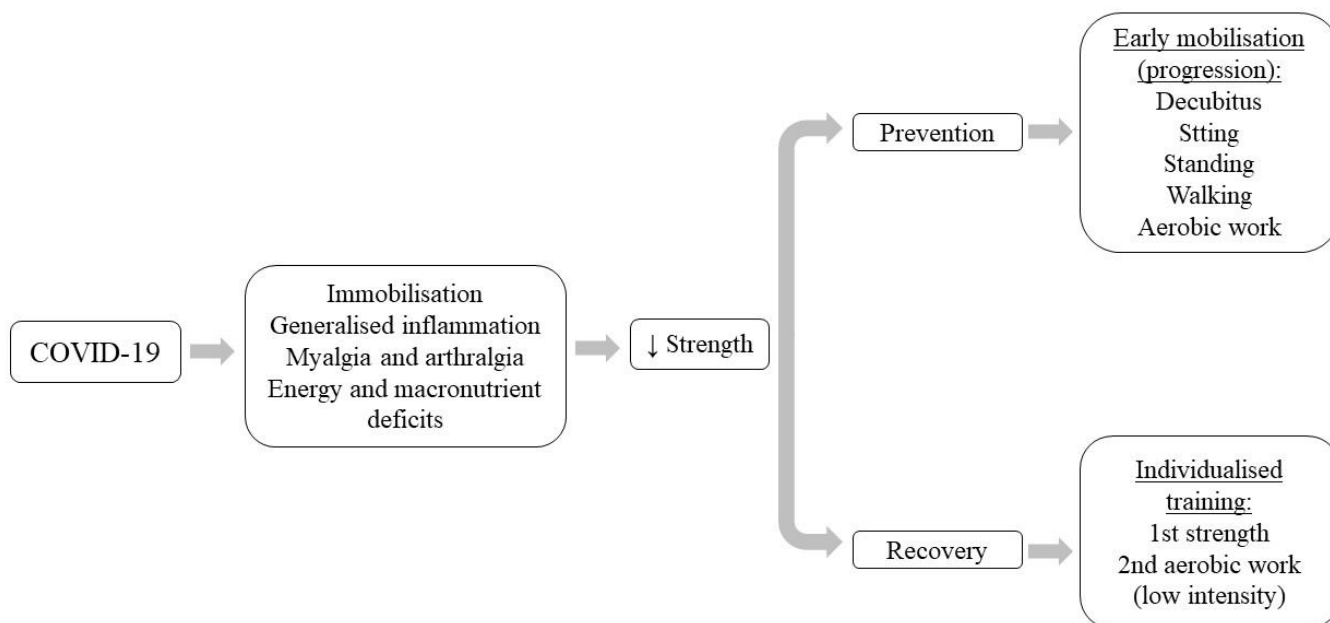 COVID-19
Immobilisation
Generalised inflammation
Myalgia and arthralgia
Energy and macronutrient
deficits
↓ Strength
Prevention
Early mobilisation
(progression):
Decubitus
Stting
Standing
Walking
Aerobic work
Recovery
Individualised
training:
1st strength
2nd aerobic work
(low intensity)